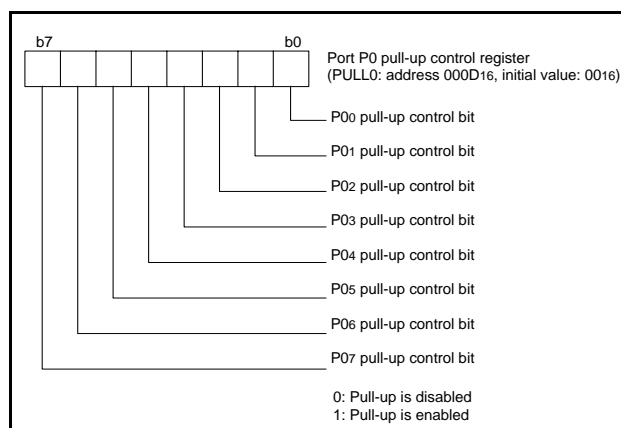 b7 b0
Port P0 pull-up control register
(PULL0: address 000D16, initial value: 0016)
P00 pull-up control bit
P01 pull-up control bit
P02 pull-up control bit
P03 pull-up control bit
P04 pull-up control bit
P05 pull-up control bit
P06 pull-up control bit
P07 pull-up control bit
0: Pull-up is disabled
1: Pull-up is enabled